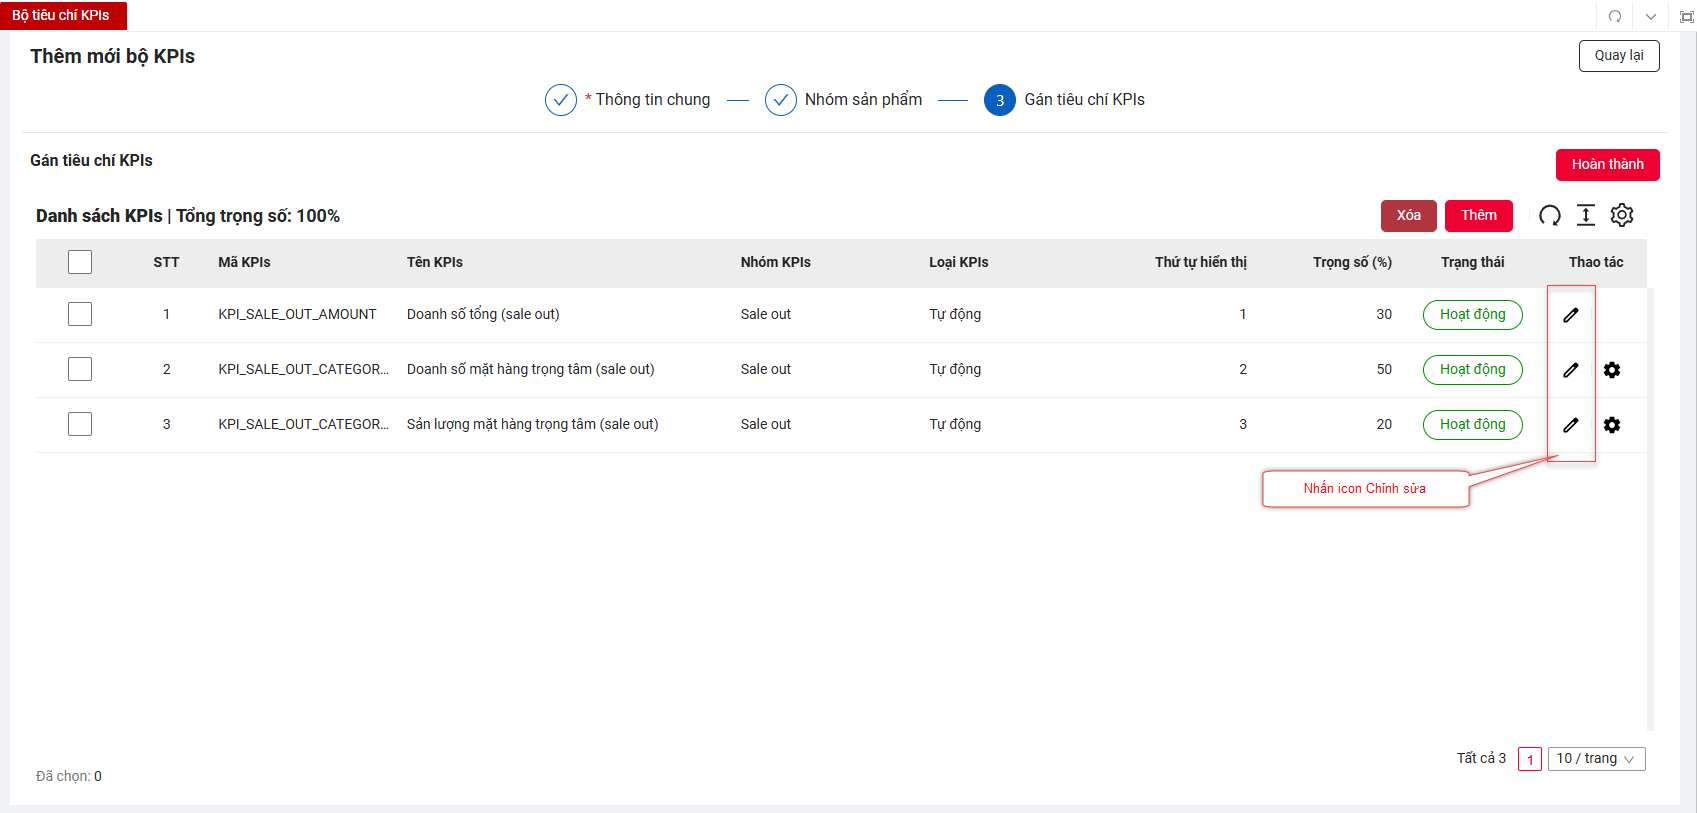 Bộ tiêu chí KPIs
Thêm mới bộ KPIs
Quay lại
* Thông tin chung
Nhóm sản phẩm
3 Gán tiêu chí KPIs
Gán tiêu chí KPIs
Hoàn thành
Danh sách KPIs | Tổng trọng số: 100%
Xóa Thêm
STT Mã KPIs Tên KPIs Nhóm KPIs Loại KPIs Thứ tự hiển thị Trọng số (%) Trạng thái Thao tác
1 KPI_SALE_OUT_AMOUNT Doanh số tổng (sale out) Sale out Tự động 1 30 Hoạt động
2 KPI_SALE_OUT_CATEGOR... Doanh số mặt hàng trọng tâm (sale out) Sale out Tự động 2 50 Hoạt động
3 KPI_SALE_OUT_CATEGOR... Sản lượng mặt hàng trọng tâm (sale out) Sale out Tự động 3 20 Hoạt động
Nhấn icon Chỉnh sửa
Tất cả 3 1 10 / trang
Đã chọn: 0